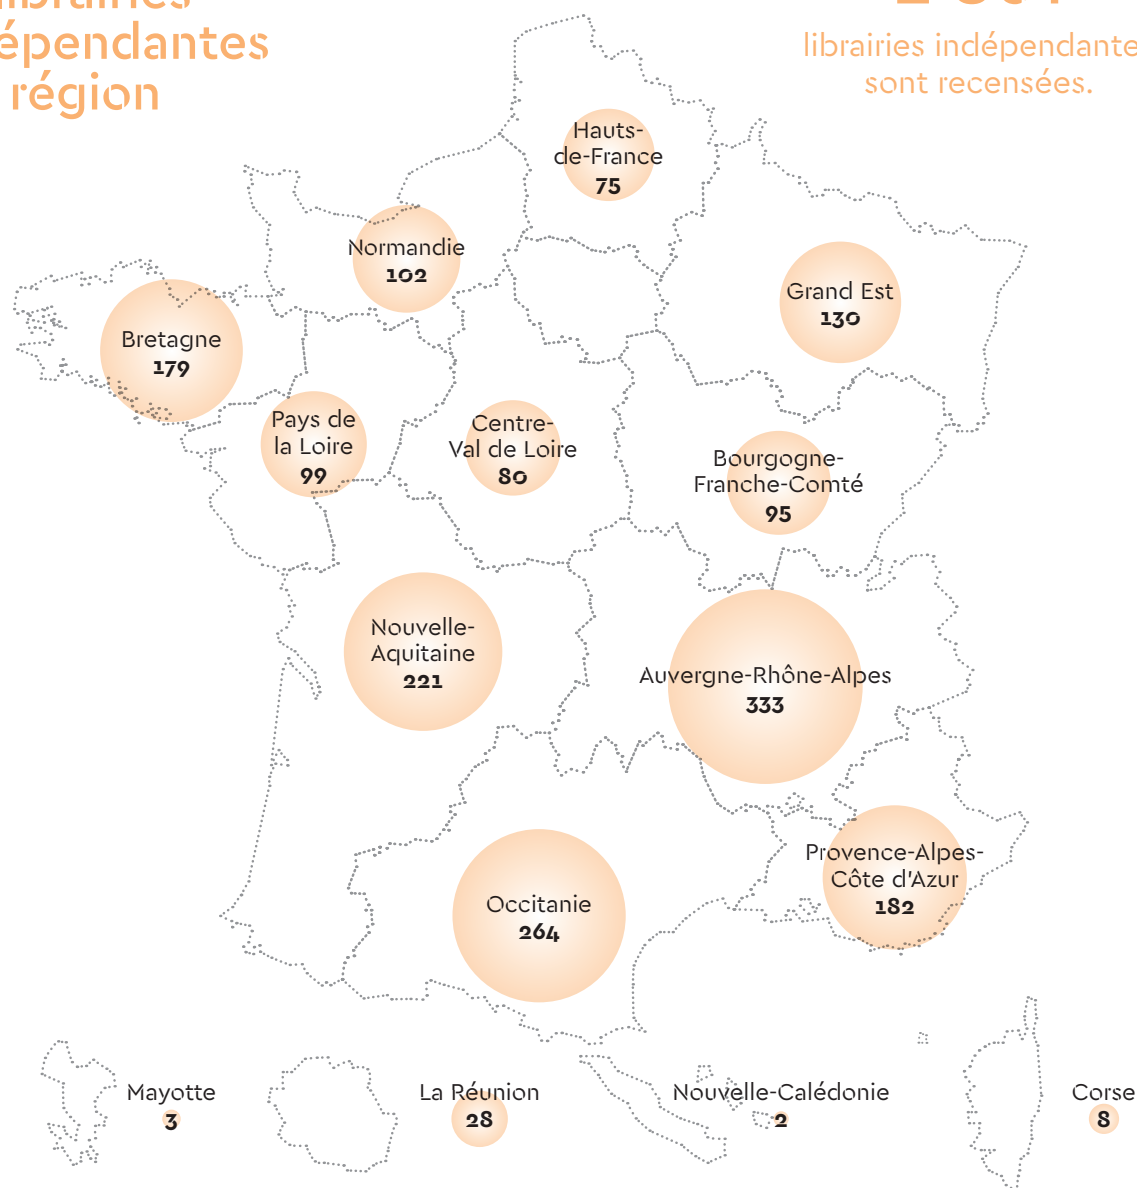 librairies
épendantes
région
librairies indépendante
sont recensées.
Hauts-
de-France
75
Normandie
102
Grand Est
130
Bretagne
179
Pays de
la Loire
99
Centre-
Val de Loire
80
Bourgogne-
Franche-Comté
95
Nouvelle-
Aquitaine
221
Auvergne-Rhône-Alpes
333
Provence-Alpes-
Côte d'Azur
182
Occitanie
264
Mayotte
3
La Réunion
28
Nouvelle-Calédonie
2
Corse
8